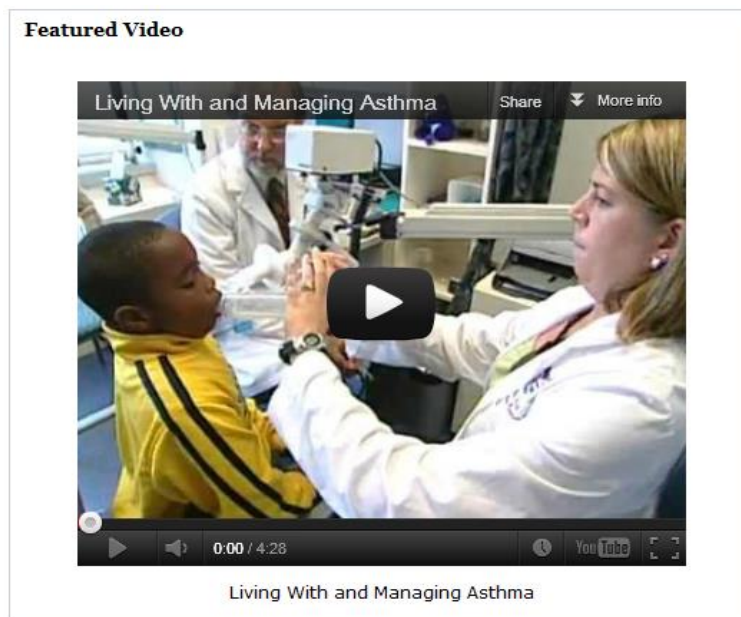 Featured Video
Living With and Managing Asthma Share More info
0:00 / 4:28 YouTube
Living With and Managing Asthma